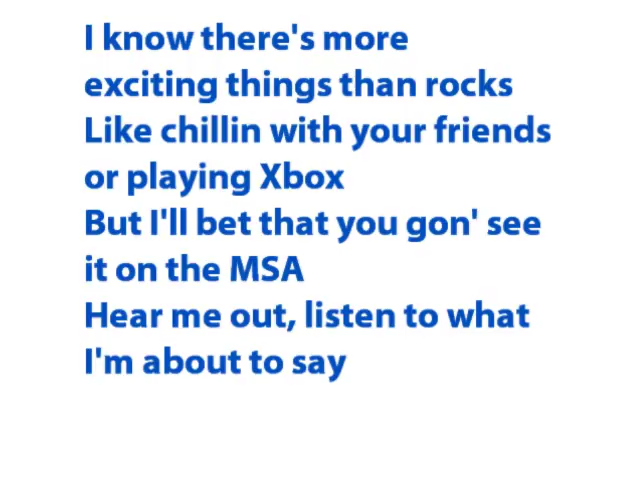 I know there's more
exciting things than rocks
Like chillin with your friends
or playing Xbox
But I'll bet that you gon' see
it on the MSA
Hear me out, listen to what
I'm about to say